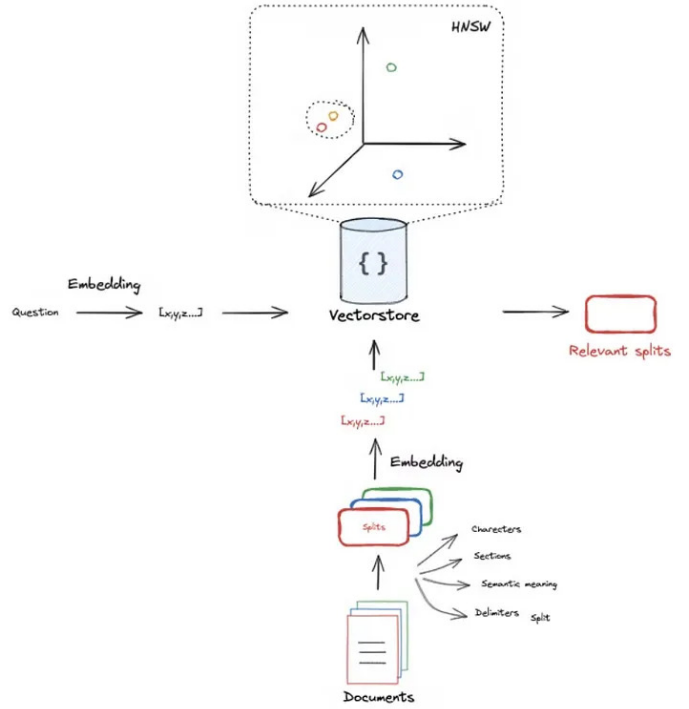 HNSW
{ }
Embedding
Question
[x,y,z...]
Vectorstore
Relevant splits
[x,y,z...]
[x,y,z...]
[x,y,z...]
Embedding
Splits
Charecters
Sections
Semantic meaning
Delimiters Split
Documents